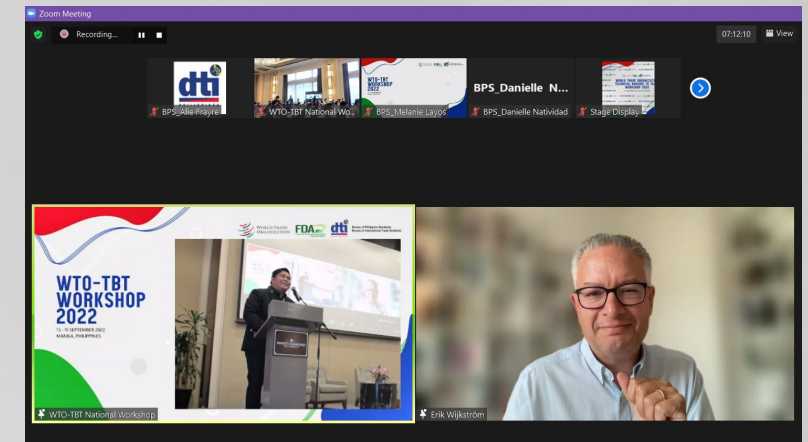 Zoom Meeting
Recording...
07:12:10
View
dti
WTO-TBT
WORKSHOP
2022
BPS_Danielle N...
BPS_Alie Frayre
WTO-TBT National Wo...
BPS_Melanie Layos
BPS_Danielle Natividad
Stage Display
WORLD TRADE
ORGANIZATION
FDA
dti
Bureau of Philippine Standards
Bureau of International Trade Relations
WTO-TBT
WORKSHOP
2022
13 - 15 SEPTEMBER 2022
MANILA, PHILIPPINES
WTO-TBT National Workshop
Erik Wijkström